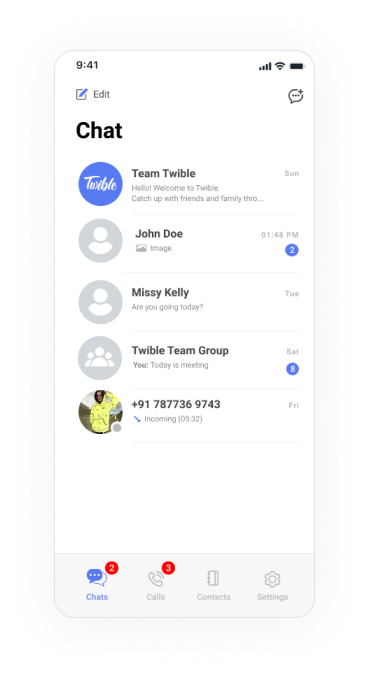 9:41
Edit
Chat
Twible
Team Twible
Sun
Hello! Welcome to Twible.
Catch up with friends and family thro...
John Doe
01:48 PM
Image
2
Missy Kelly
Tue
Are you going today?
Twible Team Group
Sat
You: Today is meeting
8
+91 787736 9743
Fri
Incoming (05:32)
2
3
Chats
Calls
Contacts
Settings